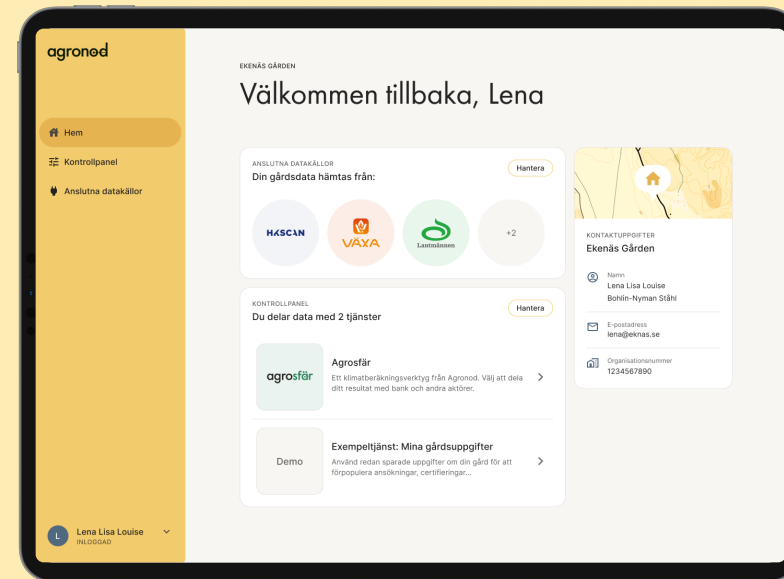 agronod
Hem
Kontrollpanel
Anslutna datakällor
L
Lena Lisa Louise
INLOGGAD
EKENÄS GÅRDEN
Välkommen tillbaka, Lena
ANSLUTNA DATAKÄLLOR
Din gårdsdata hämtas från:
Hantera
HKSCAN
VÄXA
Lantmännen
+2
KONTROLLPANEL
Du delar data med 2 tjänster
Hantera
agrosfär
Agrosfär
Ett klimatberäkningsverktyg från Agronod. Välj att dela
ditt resultat med bank och andra aktörer.
Demo
Exempeltjänst: Mina gårdsuppgifter
Använd redan sparade uppgifter om din gård för att
förpopulera ansökningar, certifieringar...
KONTAKTUPPGIFTER
Ekenäs Gården
Namn
Lena Lisa Louise
Bohlin-Nyman Ståhl
E-postadress
lena@eknas.se
Organisationsnummer
1234567890